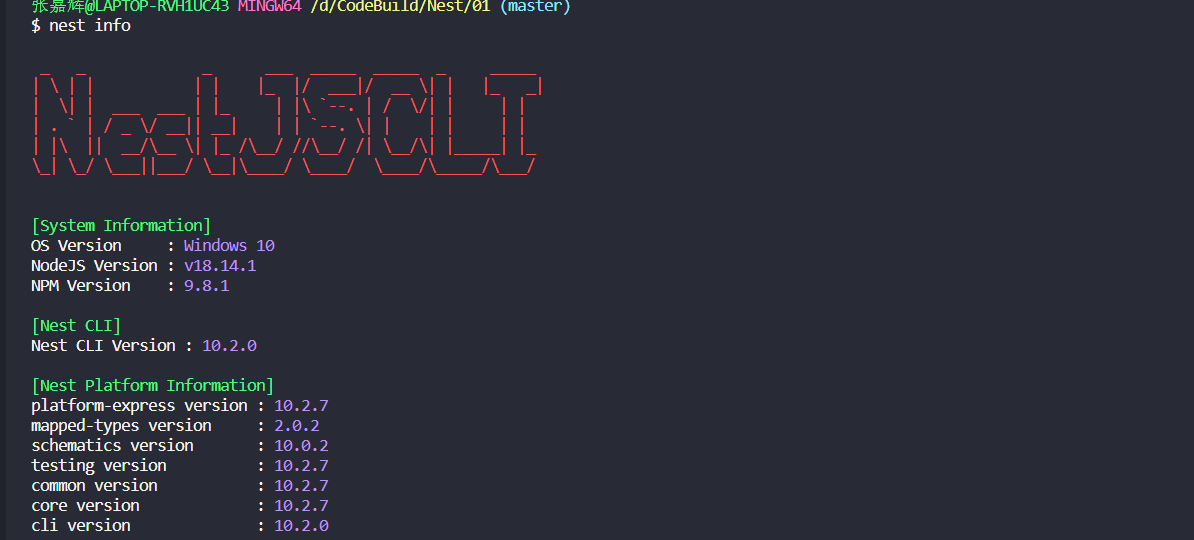 张嘉辉@LAPTOP-RVH1UC43 MINGW64 /d/CodeBuild/Nest/01 (master)
$ nest info
NestJSCLI
[System Information]
OS Version     : Windows 10
NodeJS Version : v18.14.1
NPM Version    : 9.8.1
[Nest CLI]
Nest CLI Version : 10.2.0
[Nest Platform Information]
platform-express version : 10.2.7
mapped-types version     : 2.0.2
schematics version       : 10.0.2
testing version          : 10.2.7
common version           : 10.2.7
core version             : 10.2.7
cli version              : 10.2.0